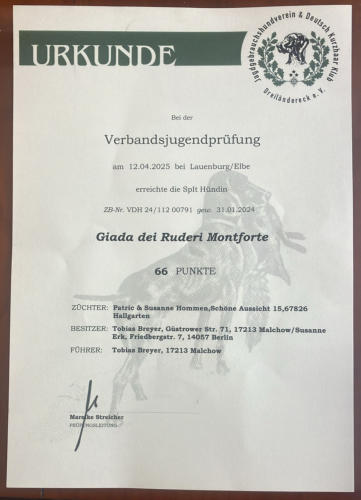 URKUNDE
Jagdgebrauchshundverein & Deutsch Kurzhaar Klub
Dreiländereck e.V.
Bei der
Verbandsjugendprüfung
am 12.04.2025 bei Lauenburg/Elbe
erreichte die Splt Hündin
ZB-Nr. VDH 24/112 00791 gew. 31.01.2024
Giada dei Ruderi Montforte
66 PUNKTE
ZÜCHTER: Patric & Susanne Hommen,Schöne Aussicht 15,67826
Hallgarten
BESITZER: Tobias Breyer, Güstrower Str. 71, 17213 Malchow/Susanne
Erk, Friedbergstr. 7, 14057 Berlin
FÜHRER: Tobias Breyer, 17213 Malchow
Mareike Streicher
PRÜFUNGSLEITUNG